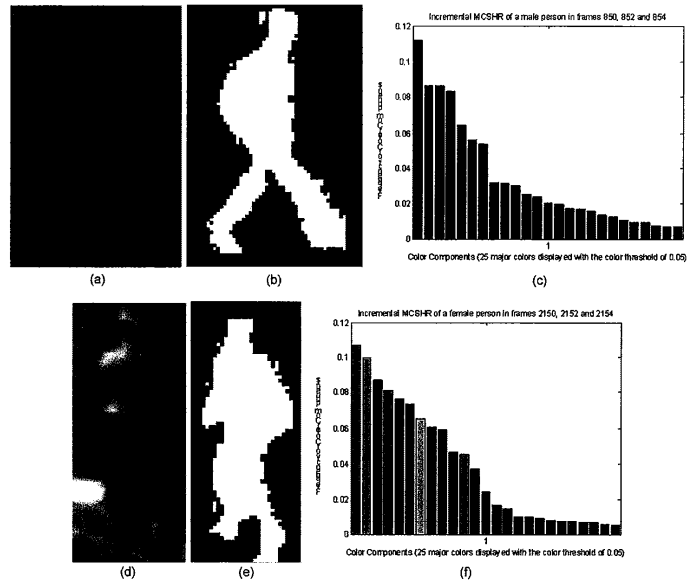 Incremental MCSHR of a male person in frames 850, 852 and 854
0.12
0.1
0.08
0.06
0.04
0.02
0
1
Color Components (25 major colors displayed with the color threshold of 0.05)
(a)
(b)
(c)
Incremental MCSHR of a female person in frames 2150, 2152 and 2154
0.12
0.1
0.08
0.06
0.04
0.02
0
1
Color Components (25 major colors displayed with the color threshold of 0.05)
(d)
(e)
(f)